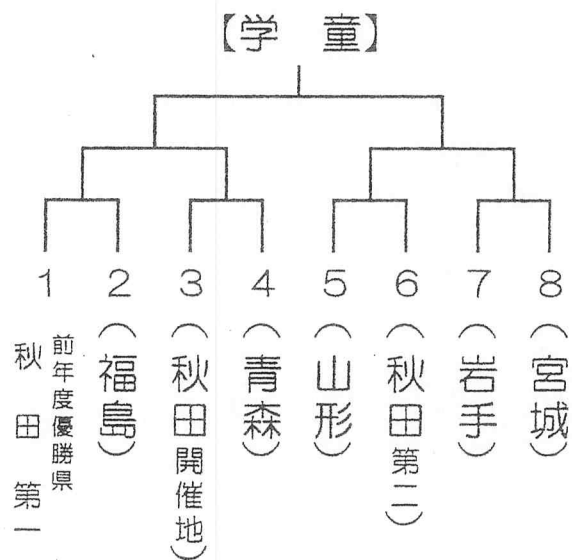 【学 童】
1 2 3 4 5 6 7 8
前年度優勝県
秋田第一
(福島)
(秋田開催地)
(青森)
(山形)
(秋田第二)
(岩手)
(宮城)